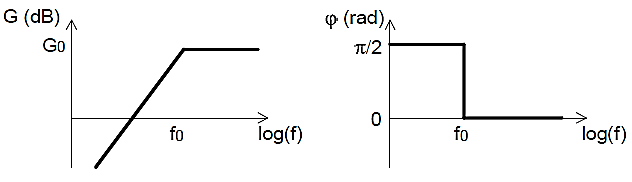 G (dB)
G0
f0
log(f)
φ (rad)
π/2
0
f0
log(f)